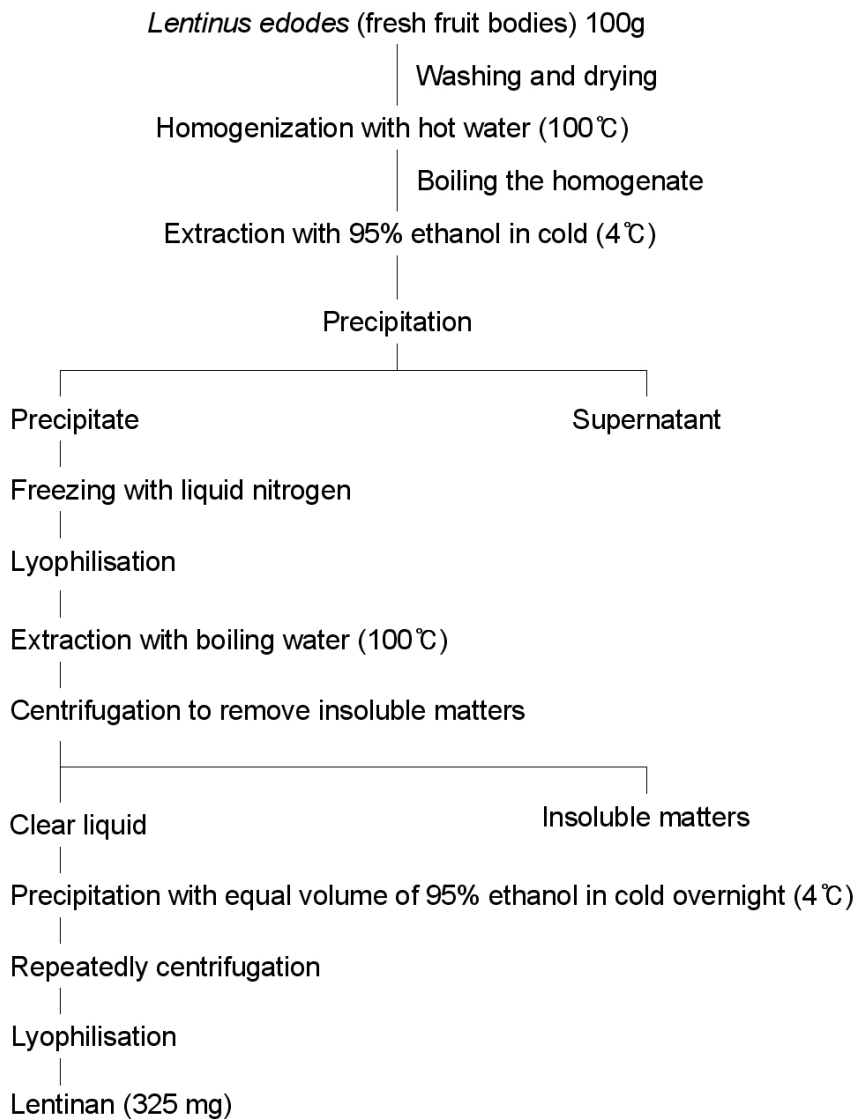 Lentinus edodes (fresh fruit bodies) 100g
Washing and drying
Homogenization with hot water (100℃)
Boiling the homogenate
Extraction with 95% ethanol in cold (4℃)
Precipitation
Precipitate
Supernatant
Freezing with liquid nitrogen
Lyophilisation
Extraction with boiling water (100℃)
Centrifugation to remove insoluble matters
Clear liquid
Insoluble matters
Precipitation with equal volume of 95% ethanol in cold overnight (4℃)
Repeatedly centrifugation
Lyophilisation
Lentinan (325 mg)